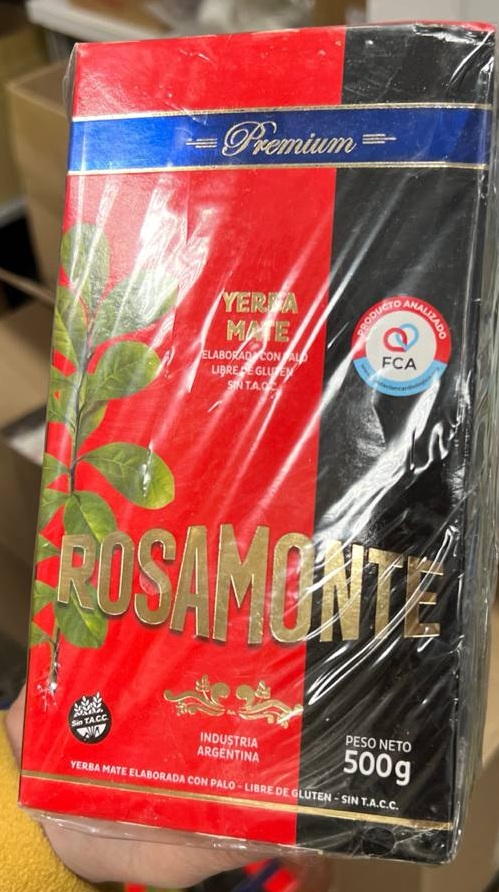 Premium
YERBA
MATE
ELABORADA CON PALO
LIBRE DE GLUTEN
SIN T.A.C.C.
PRODUCTO ANALIZADO
FCA
ROSAMONTE
Sin T.A.C.C.
INDUSTRIA
ARGENTINA
PESO NETO
500g
YERBA MATE ELABORADA CON PALO - LIBRE DE GLUTEN - SIN T.A.C.C.